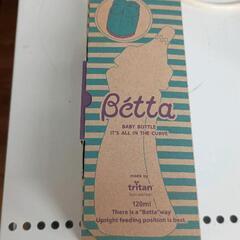 Bétta
BABY BOTTLE
IT'S ALL IN THE CURVE.
made by
tritan
120ml
There is a "Betta" way
Upright feeding position is best